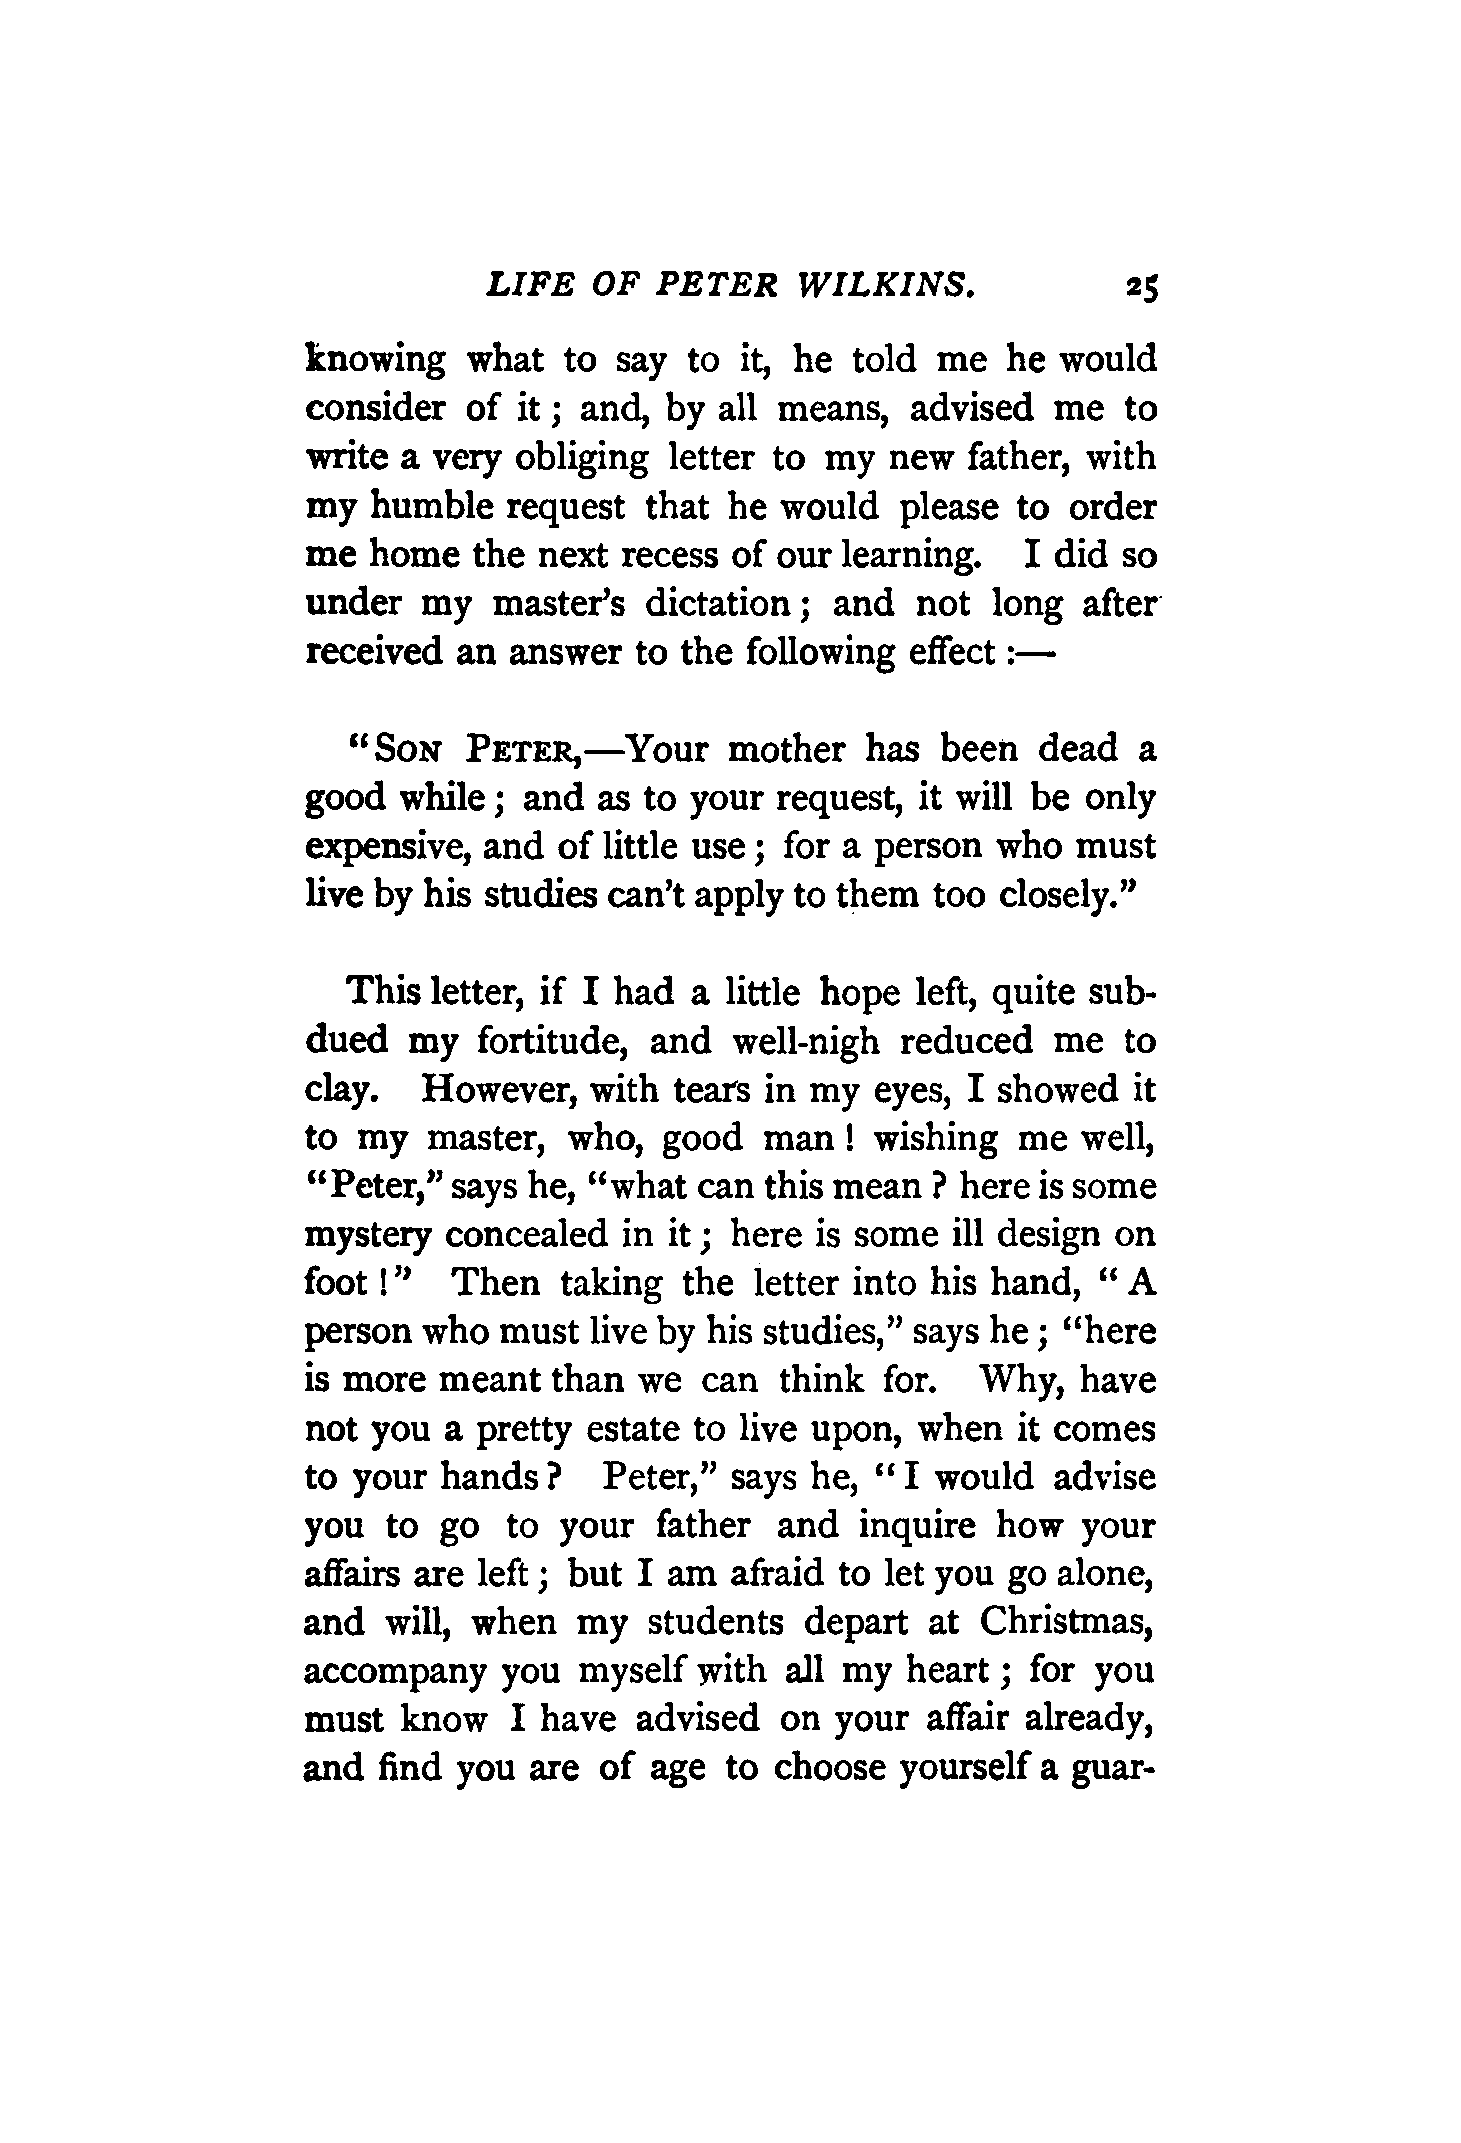 LIFE OF PETER WILKINS. 25
knowing what to say to it, he told me he would
consider of it; and, by all means, advised me to
write a very obliging letter to my new father, with
my humble request that he would please to order
me home the next recess of our learning. I did so
under my master's dictation; and not long after
received an answer to the following effect:—
"SON PETER,—Your mother has been dead a
good while; and as to your request, it will be only
expensive, and of little use; for a person who must
live by his studies can't apply to them too closely."
This letter, if I had a little hope left, quite sub-
dued my fortitude, and well-nigh reduced me to
clay. However, with tears in my eyes, I showed it
to my master, who, good man! wishing me well,
"Peter," says he, "what can this mean? here is some
mystery concealed in it; here is some ill design on
foot!" Then taking the letter into his hand, "A
person who must live by his studies," says he; "here
is more meant than we can think for. Why, have
not you a pretty estate to live upon, when it comes
to your hands? Peter," says he, "I would advise
you to go to your father and inquire how your
affairs are left; but I am afraid to let you go alone,
and will, when my students depart at Christmas,
accompany you myself with all my heart; for you
must know I have advised on your affair already,
and find you are of age to choose yourself a guar-